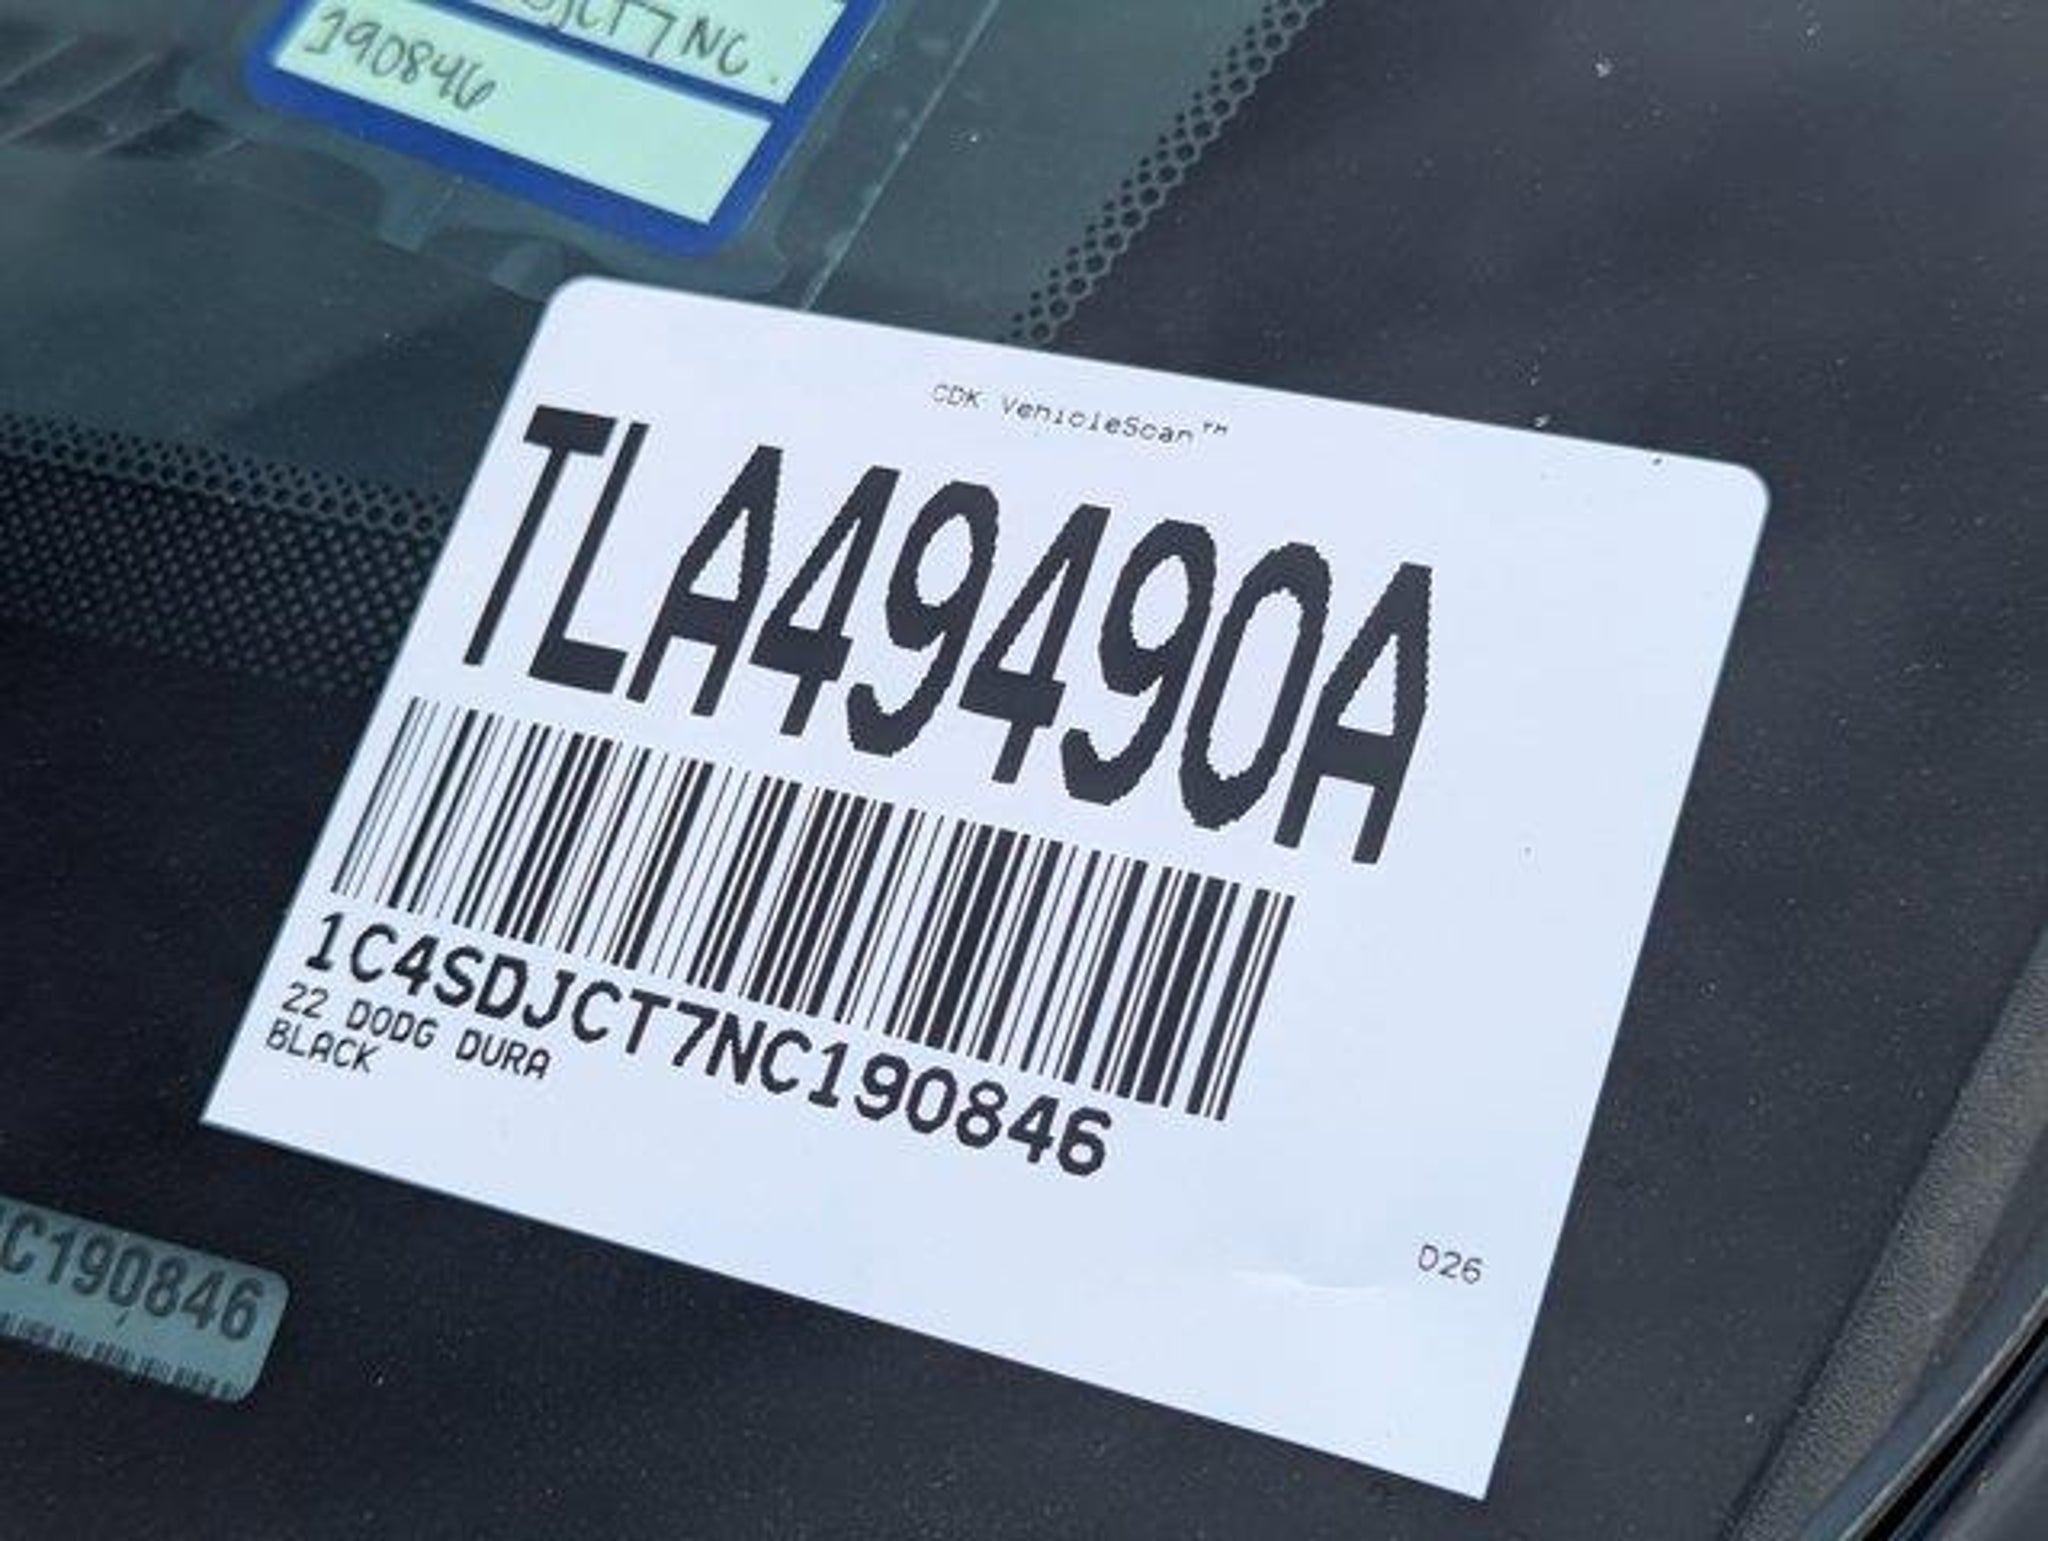 JCT7NC.
190846
CDK VehicleScan™
TLA49490A
1C4SDJCT7NC190846
22 DODG DURA
BLACK
D26
C190846